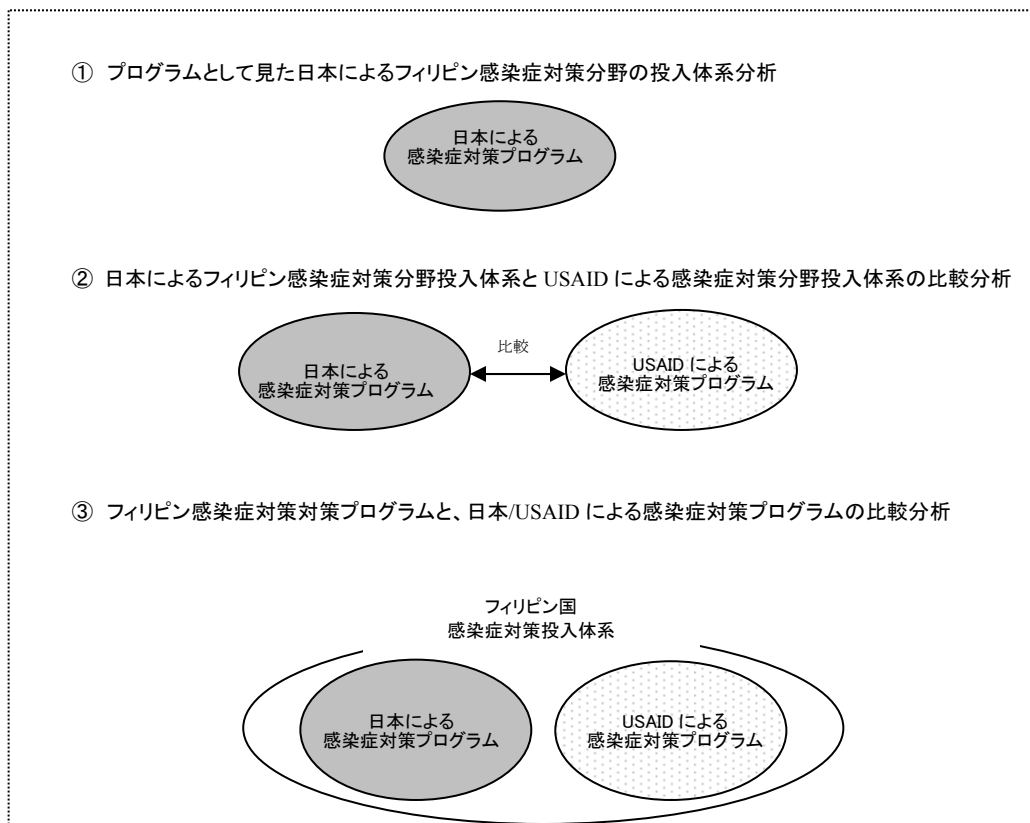 ① プログラムとして見た日本によるフィリピン感染症対策分野の投入体系分析
日本による
感染症対策プログラム
② 日本によるフィリピン感染症対策分野投入体系と USAID による感染症対策分野投入体系の比較分析
日本による
感染症対策プログラム
比較
USAID による
感染症対策プログラム
③ フィリピン感染症対策対策プログラムと、日本/USAID による感染症対策プログラムの比較分析
フィリピン国
感染症対策投入体系
日本による
感染症対策プログラム
USAID による
感染症対策プログラム